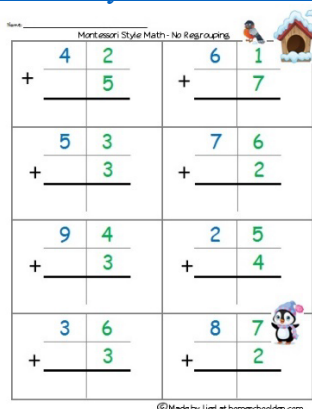 Name:
Montessori Style Math - No Regrouping
4 2 6 1
+ 5 + 7
5 3 7 6
+ 3 + 2
9 4 2 5
+ 3 + 4
3 6 8 7
+ 3 + 2
©Made by Liesl at homeschoolden.com